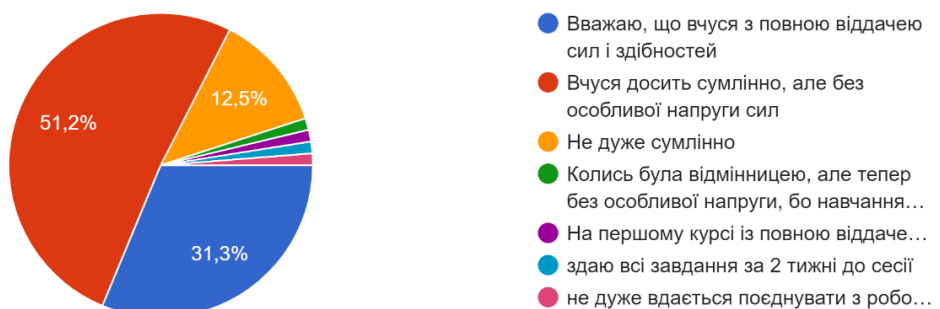 51,2%
12,5%
31,3%
Вважаю, що вчуся з повною віддачею
сил і здібностей
Вчуся досить сумлінно, але без
особливої напруги сил
Не дуже сумлінно
Колись була відмінницею, але тепер
без особливої напруги, бо навчання…
На першому курсі із повною віддаче…
здаю всі завдання за 2 тижні до сесії
не дуже вдається поєднувати з робо…